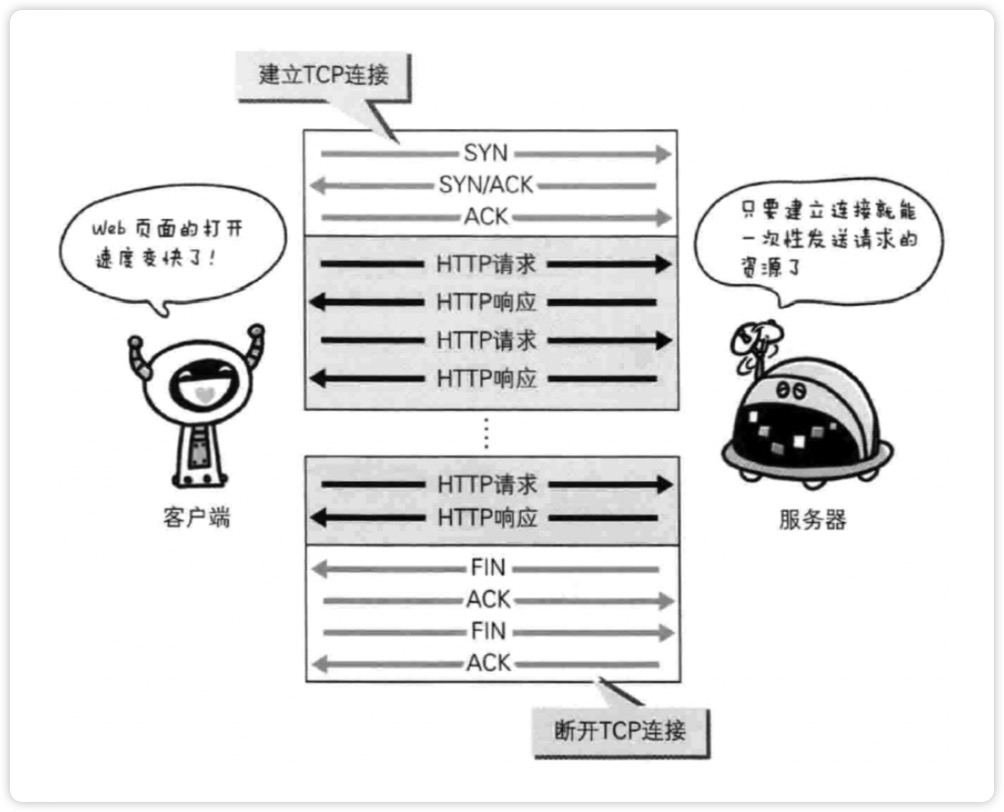 建立TCP连接
SYN
SYN/ACK
ACK
Web 页面的打开
速度变快了!
只要建立连接就能
一次性发送请求的
资源了
HTTP请求
HTTP响应
HTTP请求
HTTP响应
HTTP请求
HTTP响应
客户端
服务器
FIN
ACK
FIN
ACK
断开TCP连接